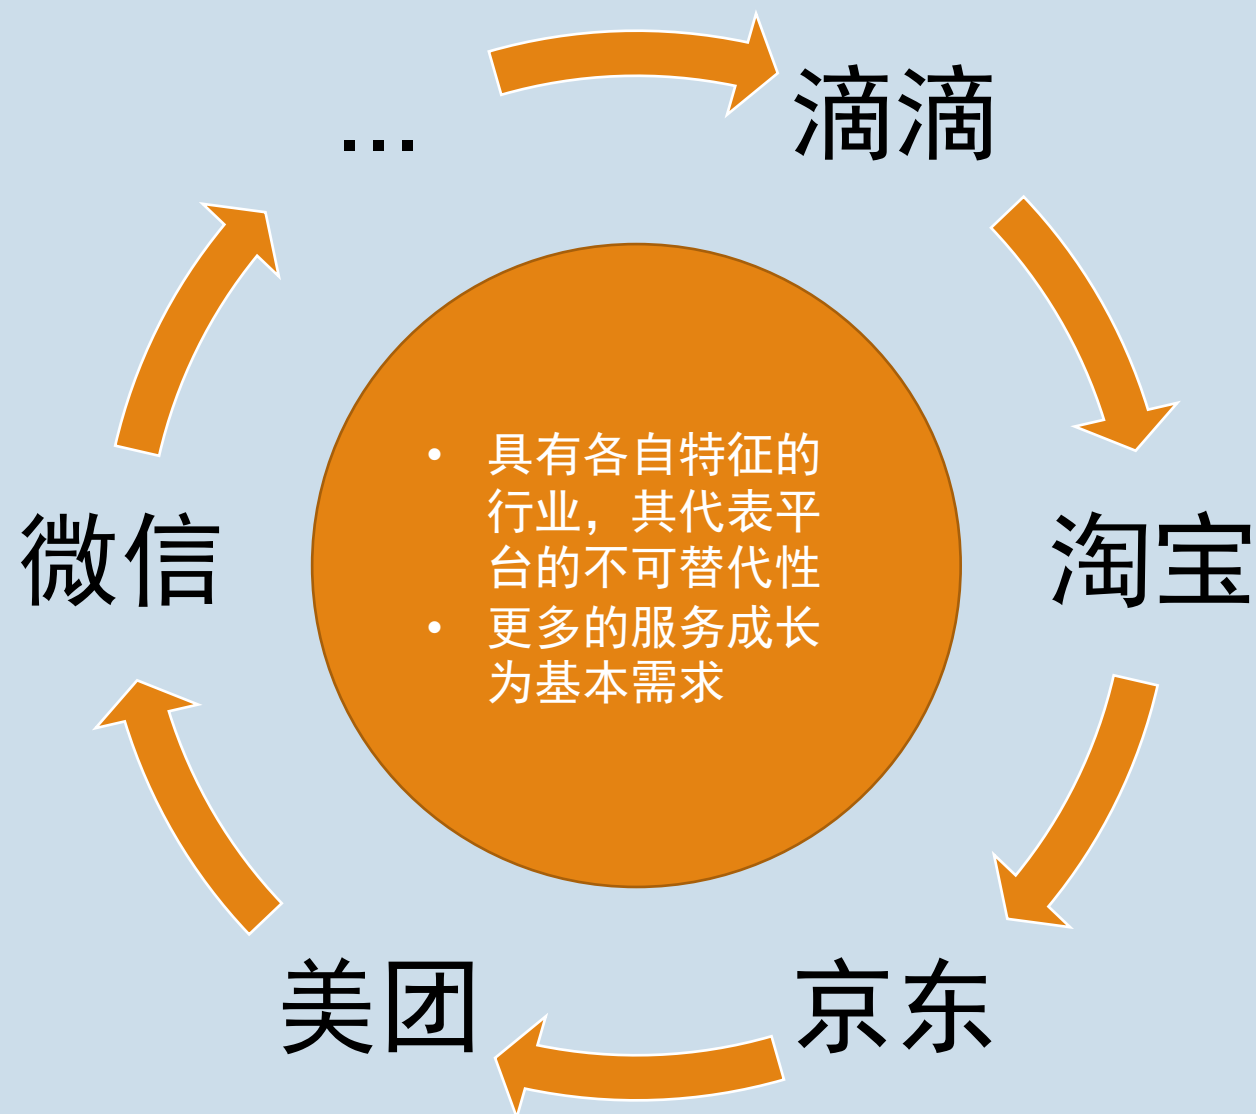 …
滴滴
淘宝
京东
美团
微信
• 具有各自特征的
行业，其代表平
台的不可替代性
• 更多的服务成长
为基本需求